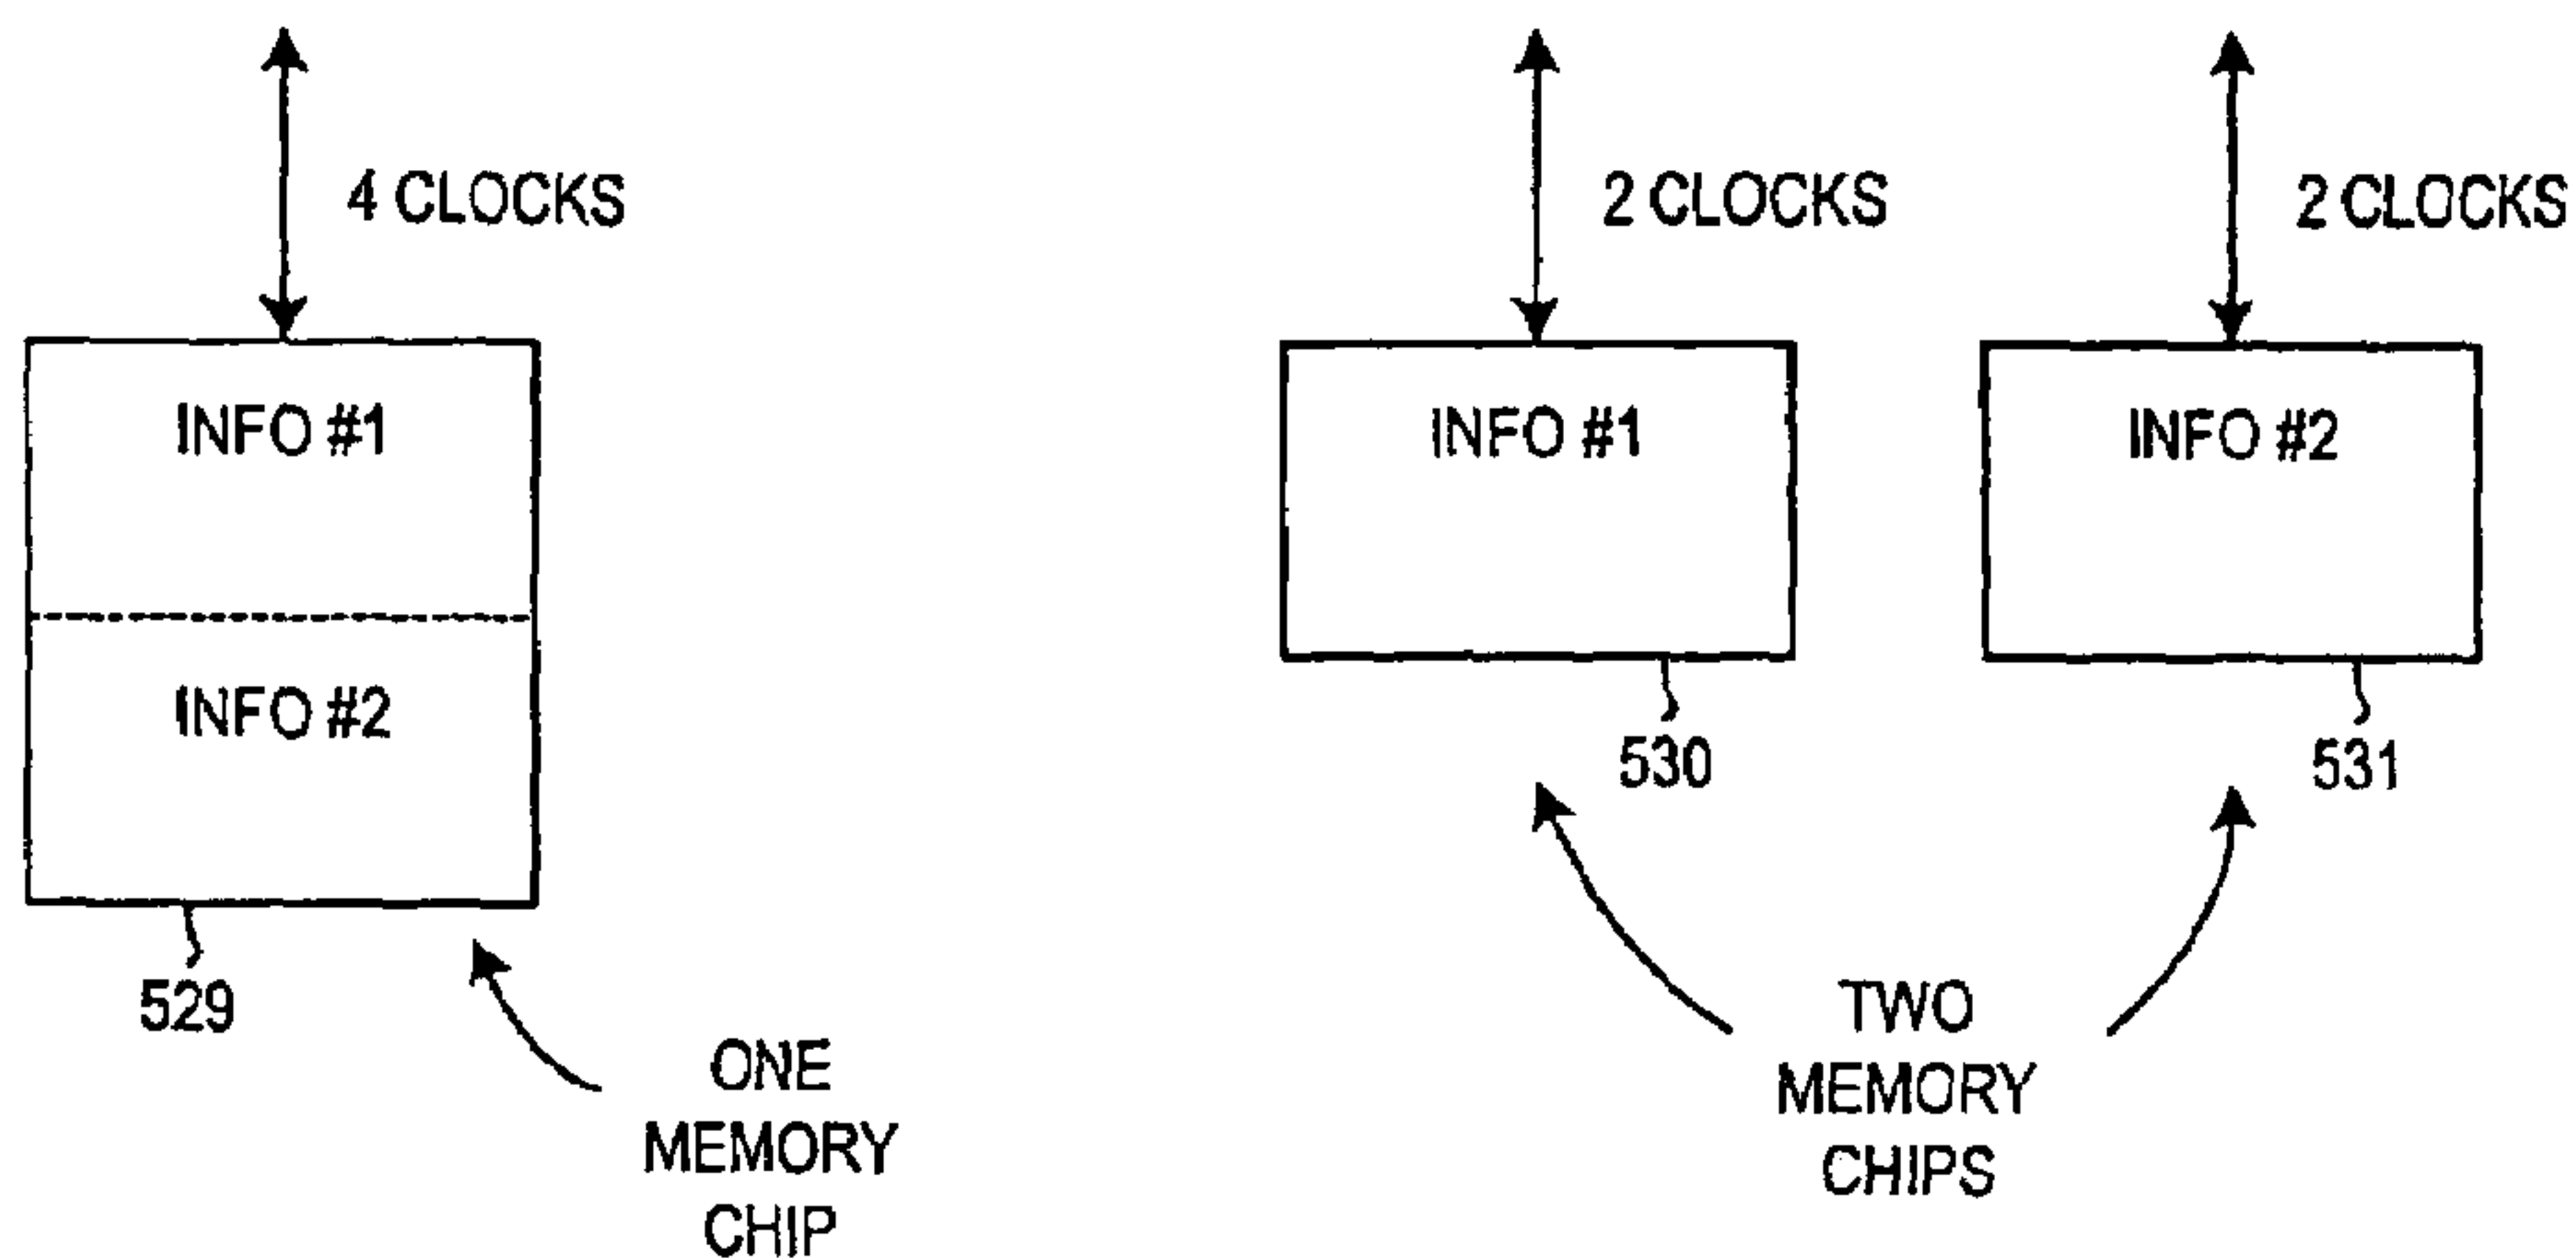 4 CLOCKS
INFO #1
INFO #2
529
ONE
MEMORY
CHIP
2 CLOCKS
INFO #1
530
2 CLOCKS
INFO #2
531
TWO
MEMORY
CHIPS